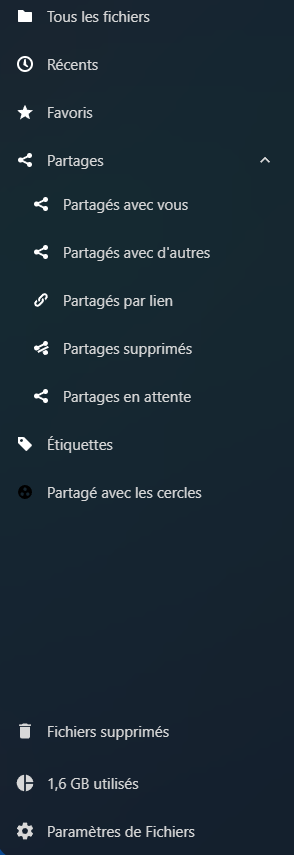 Tous les fichiers
Récents
Favoris
Partages
Partagés avec vous
Partagés avec d'autres
Partagés par lien
Partages supprimés
Partages en attente
Étiquettes
Partagé avec les cercles
Fichiers supprimés
1,6 GB utilisés
Paramètres de Fichiers